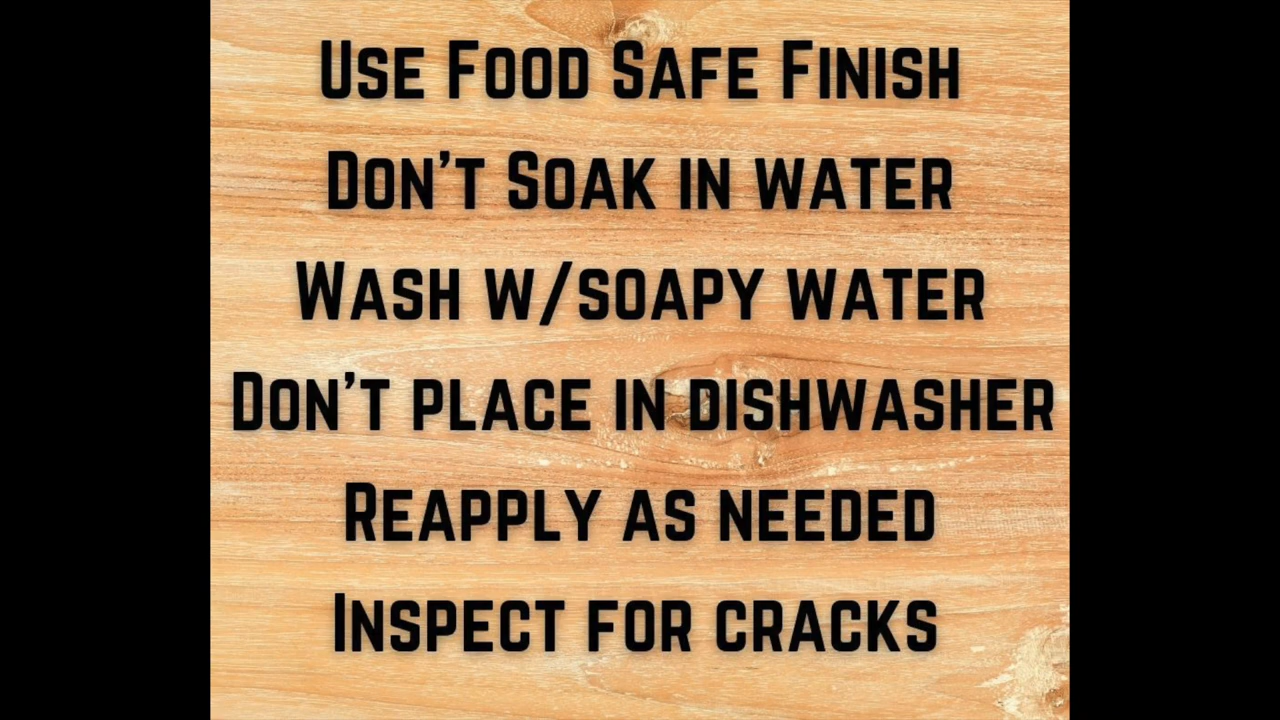 Use Food Safe Finish
Don't Soak in water
Wash w/soapy water
Don't place in dishwasher
Reapply as needed
Inspect for cracks